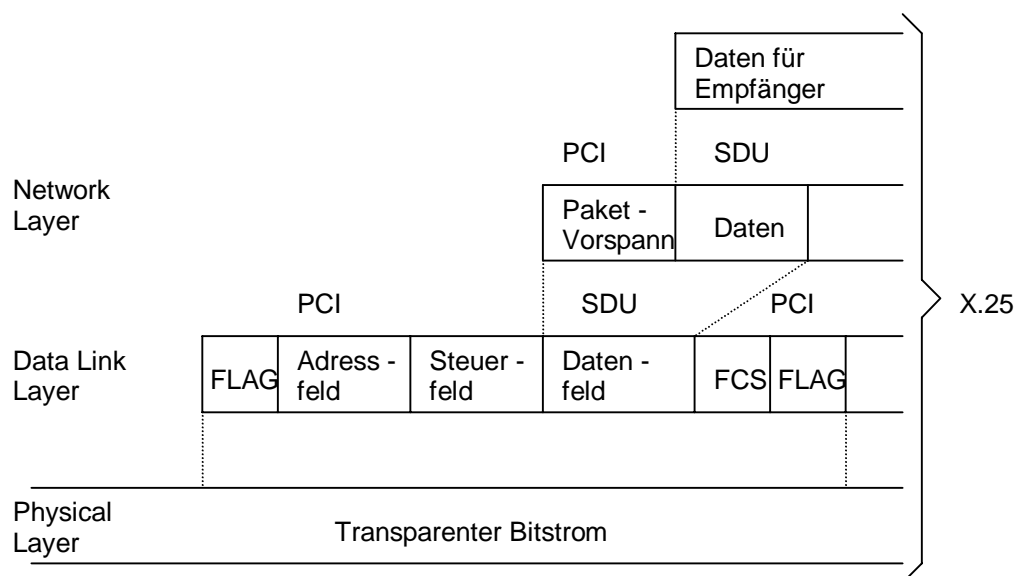 Daten für
Empfänger
PCI SDU
Network
Layer
Paket -
Vorspann
Daten
PCI SDU PCI
X.25
Data Link
Layer
FLAG
Adress -
feld
Steuer -
feld
Daten -
feld
FCS
FLAG
Physical
Layer
Transparenter Bitstrom